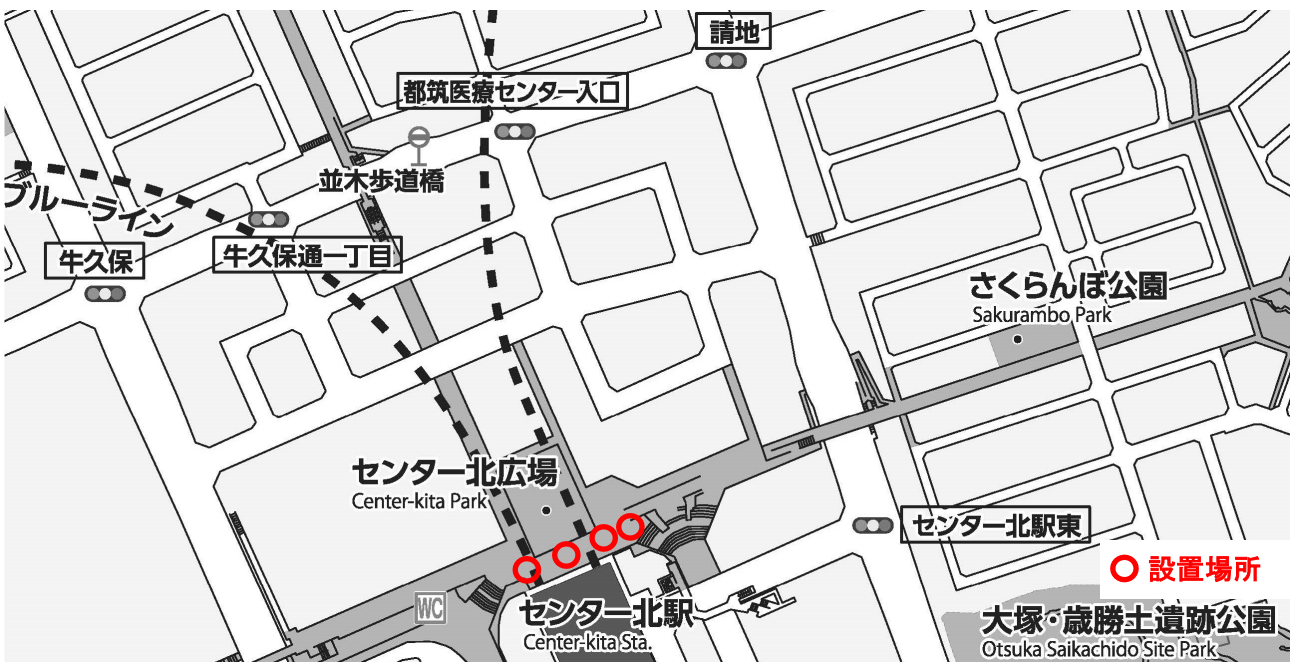 請地
都筑医療センター入口
並木歩道橋
ブルーライン
牛久保通一丁目
牛久保
さくらんぼ公園
Sakurambo Park
センター北広場
Center-kita Park
センター北駅東
設置場所
WC
センター北駅
Center-kita Sta.
大塚・歳勝土遺跡公園
Otsuka Saikachido Site Park